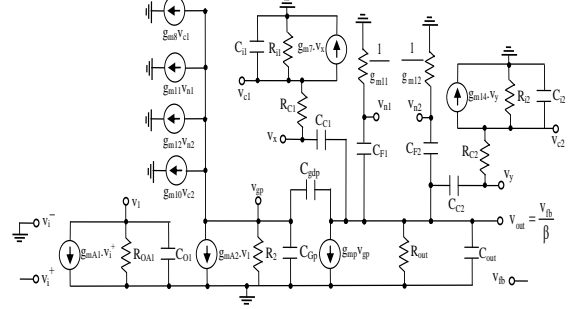 gm8vc1
gm11vn1
gm12vn2
gm10vc2
Ci1 Ri1 gm7.vx
vc1
RC1
vx CC1
1 gm11
1 gm12
vn1 vn2
CF1 CF2
gm14.vy Ri2 Ci2
vc2
RC2
vy
CC2
Cgdp
vi⁻ v1 vgp
vout = vfb / β
gmA1.vi⁺ ROA1 CO1 gmA2.v1 R2 CGp gmpvgp Rout Cout
vi⁺ vfb